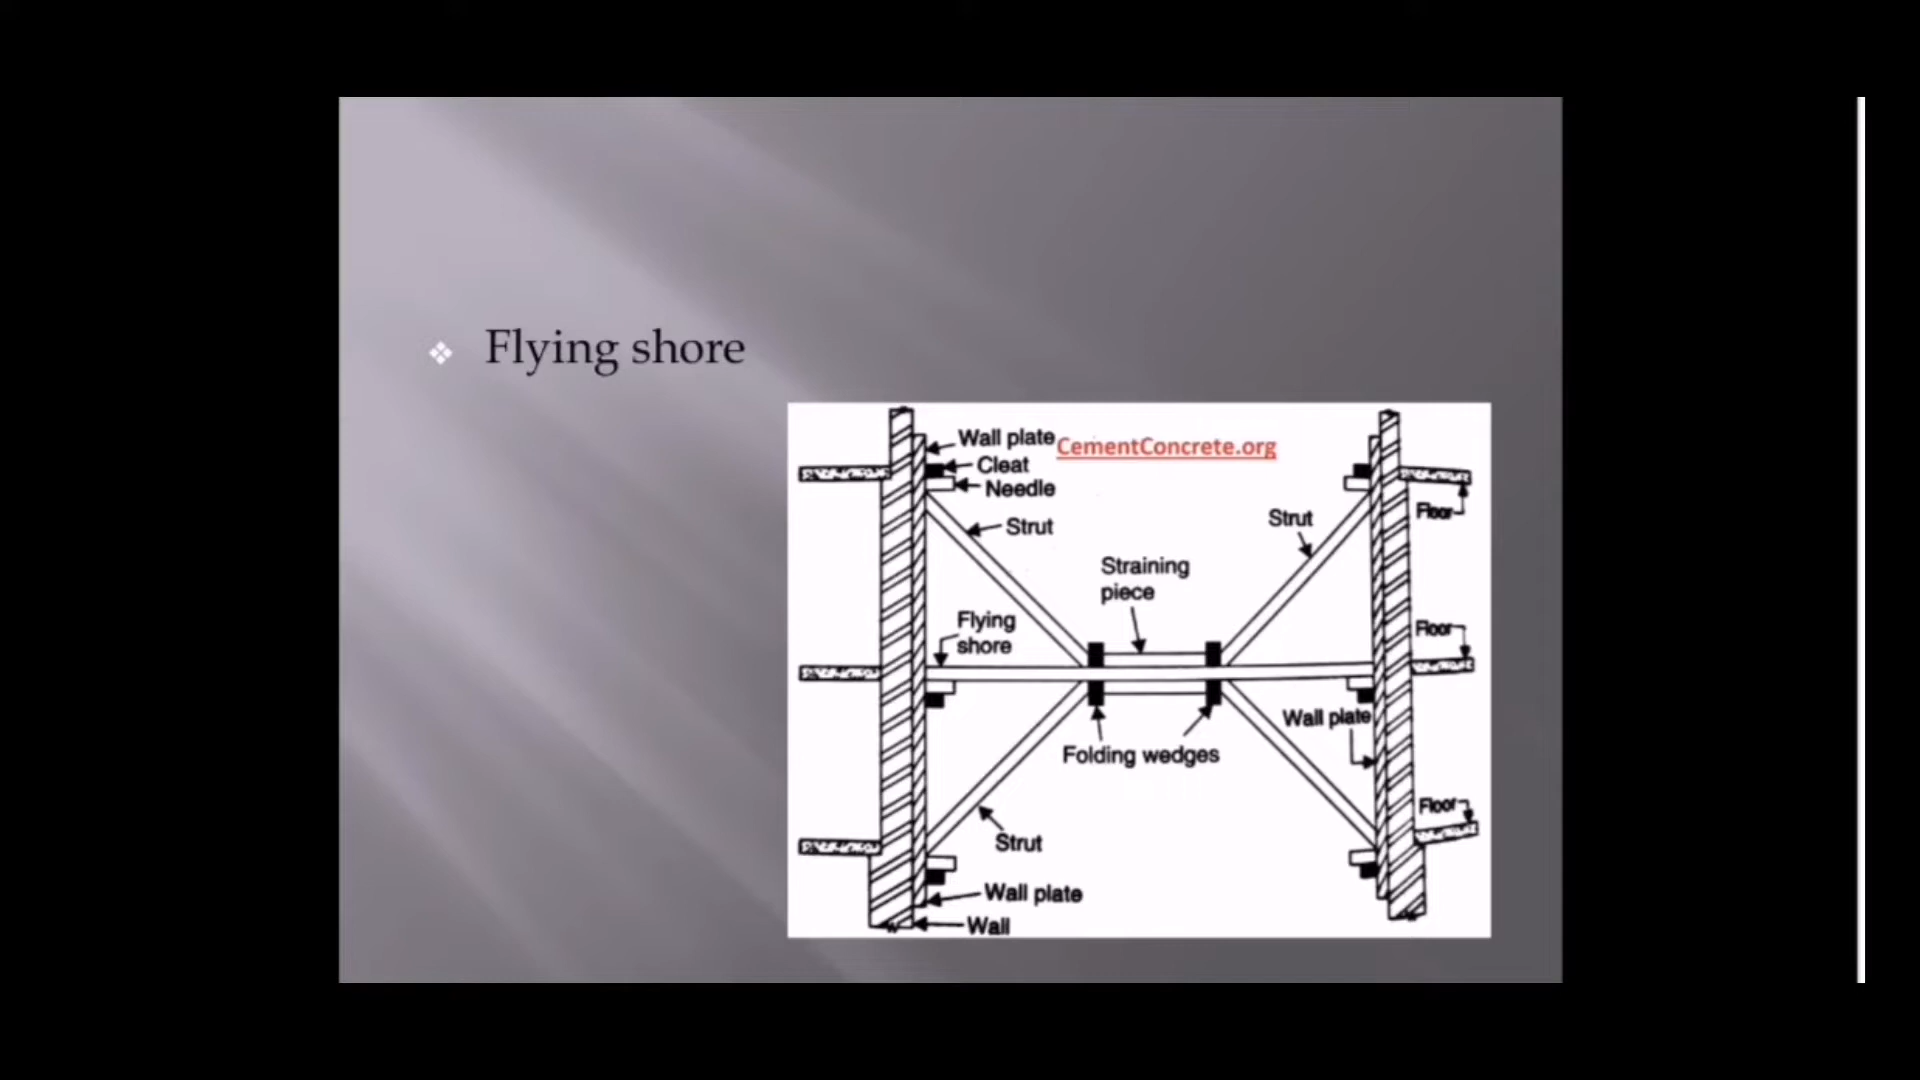 Flying shore
Wall plate
CementConcrete.org
Cleat
Needle
Floor
Strut
Strut
Straining
piece
Flying
shore
Floor
Wall plate
Folding wedges
Floor
Strut
Wall plate
Wall